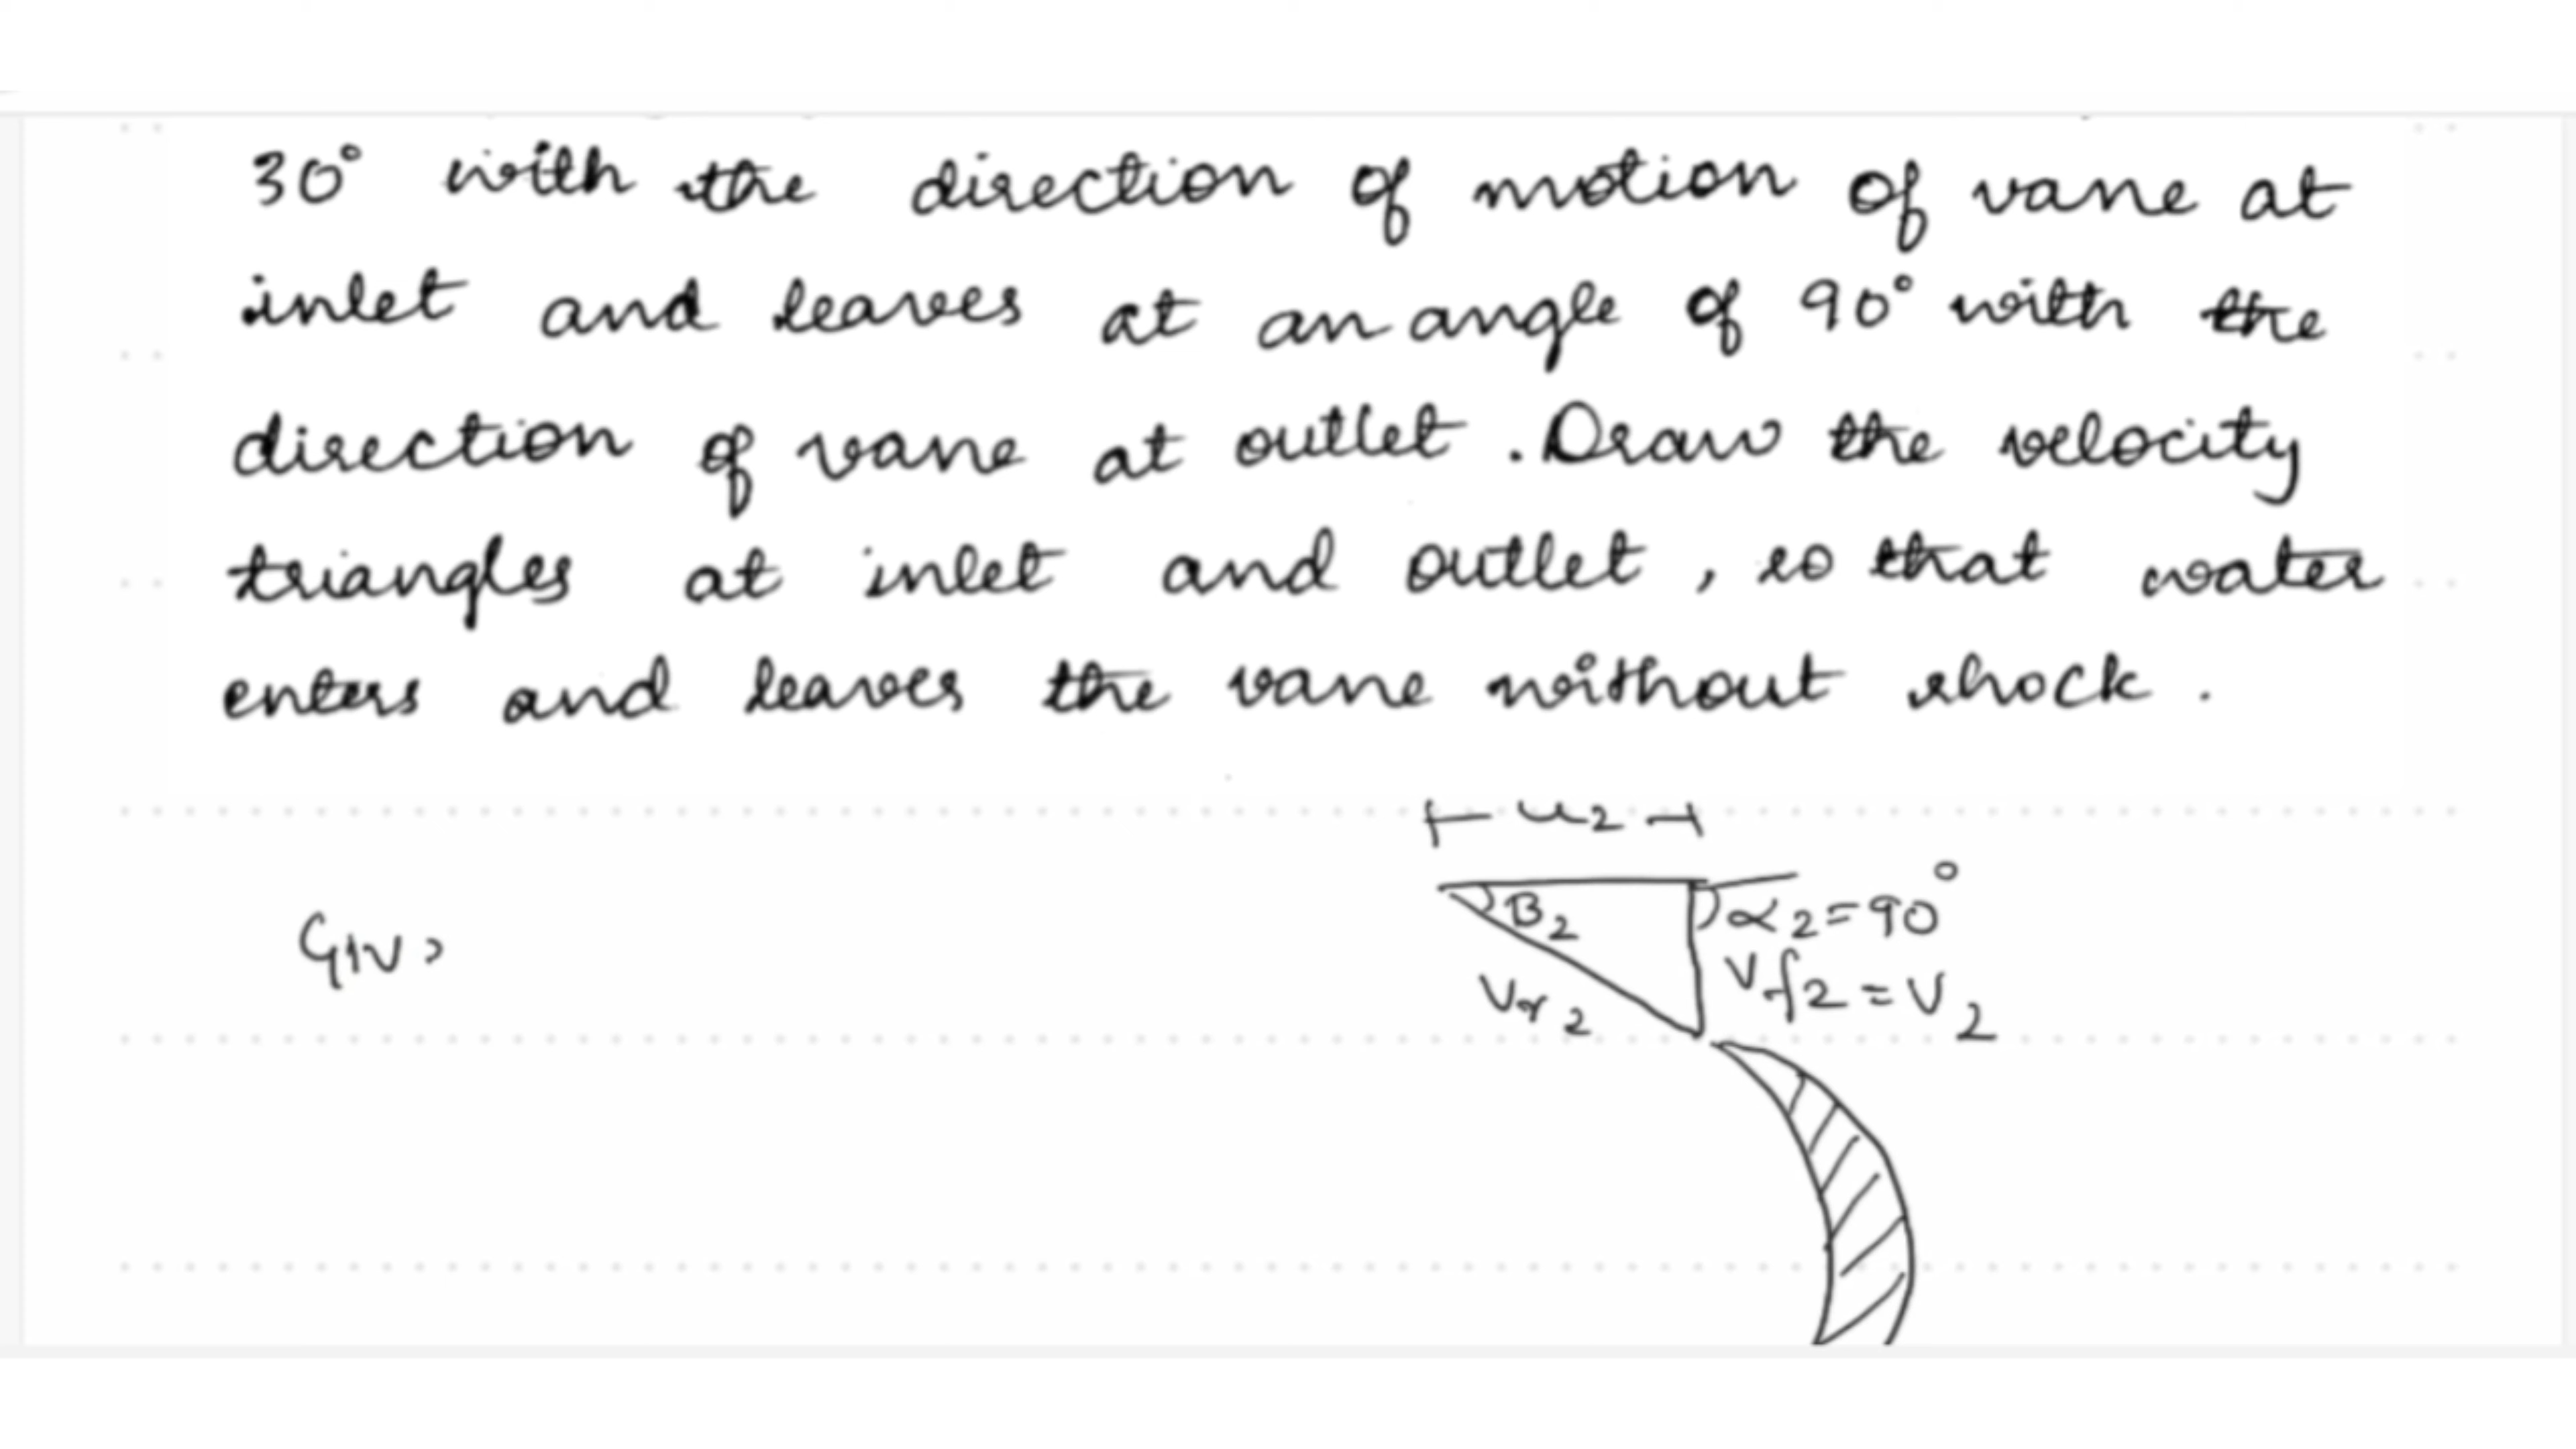 30° with the direction of motion of vane at
inlet and leaves at an angle of 90° with the
direction of vane at outlet. Draw the velocity
triangles at inlet and outlet, so that water
enters and leaves the vane without shock.
u2
B2
α2=90°
Vr2
Vf2=V2